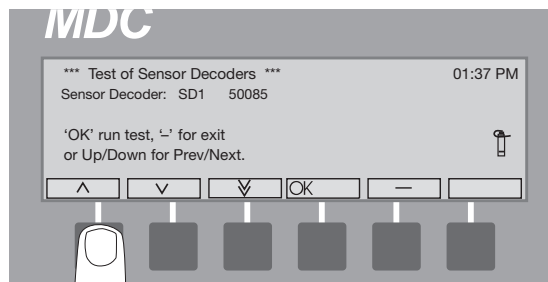 MDC
*** Test of Sensor Decoders *** 01:37 PM
Sensor Decoder: SD1 50085
‘OK’ run test, ‘–’ for exit
or Up/Down for Prev/Next.
OK –